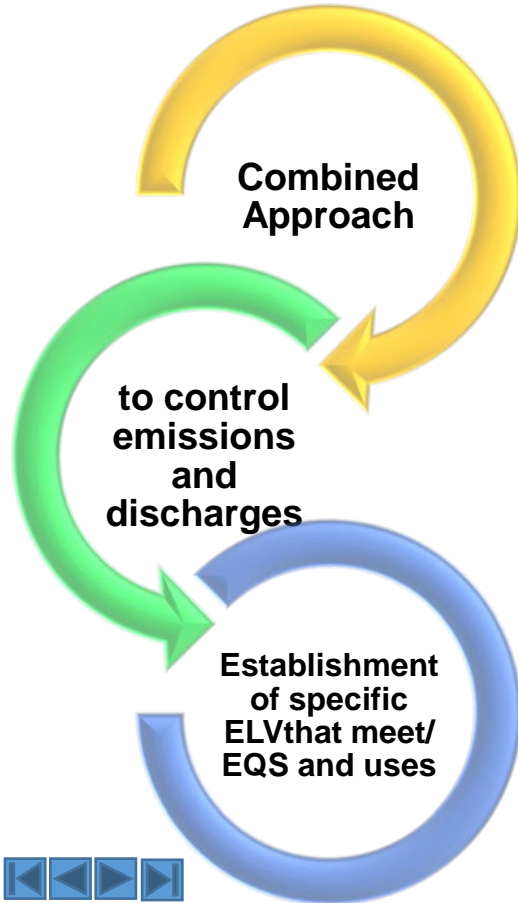 Combined
Approach
to control
emissions
and
discharges
Establishment
of specific
ELVthat meet/
EQS and uses